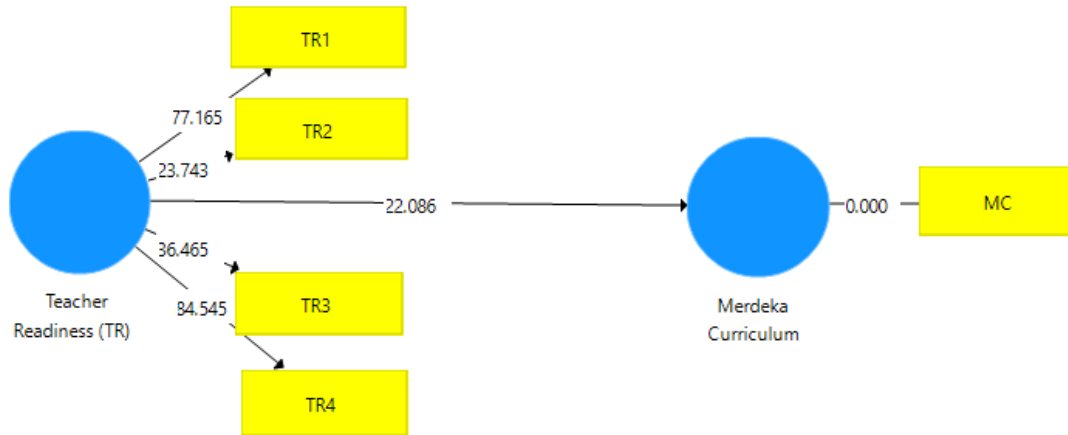 TR1
77.165
TR2
23.743
22.086
0.000
MC
36.465
84.545
Teacher
Readiness (TR)
TR3
Merdeka
Curriculum
TR4